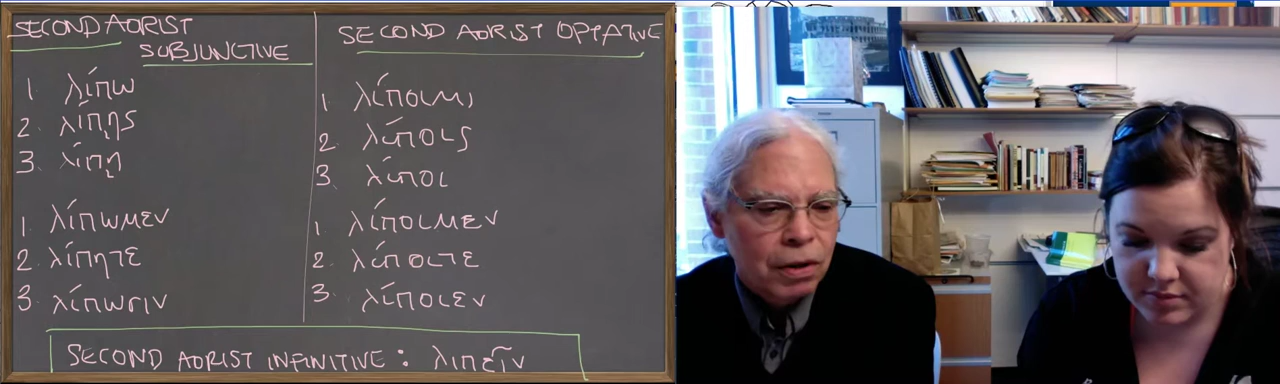 SECOND AORIST
SUBJUNCTIVE
1. λίπω
2. λίπῃς
3. λίπῃ
1. λίπωμεν
2. λίπητε
3. λίπωσιν
SECOND AORIST OPTATIVE
1. λίποιμι
2. λίποις
3. λίποι
1. λίποιμεν
2. λίποιτε
3. λίποιεν
SECOND AORIST INFINITIVE: λιπεῖν